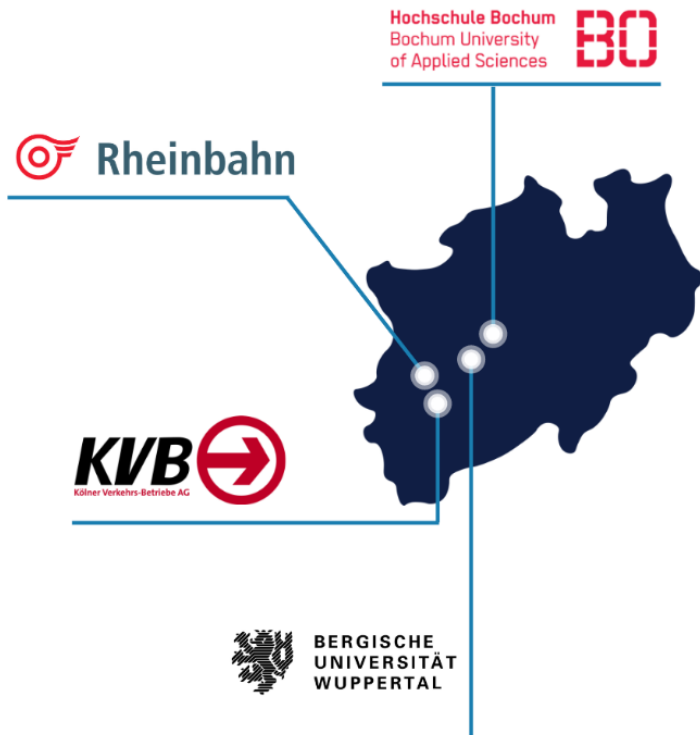 Hochschule Bochum
Bochum University
of Applied Sciences
BO
Rheinbahn
KVB
Kölner Verkehrs-Betriebe AG
BERGISCHE
UNIVERSITÄT
WUPPERTAL